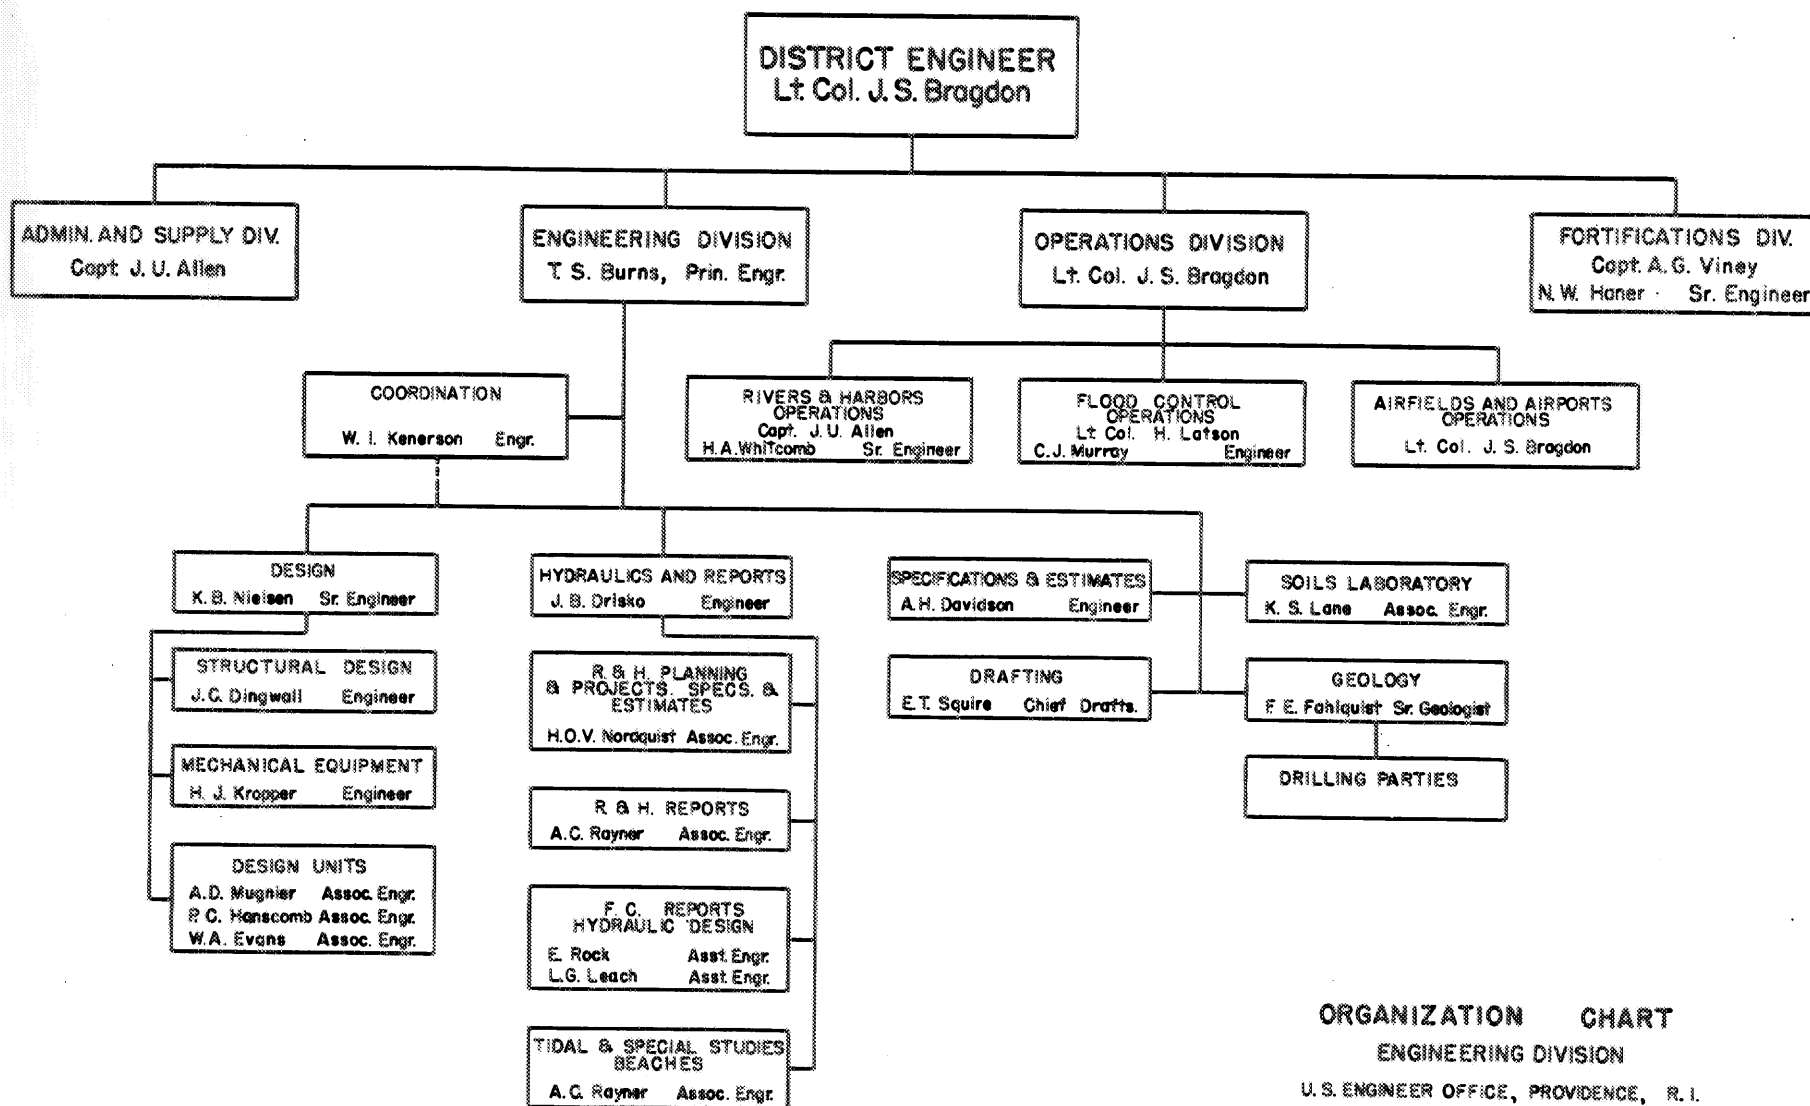 DISTRICT ENGINEER
Lt. Col. J. S. Bragdon
ADMIN. AND SUPPLY DIV.
Capt. J. U. Allen
ENGINEERING DIVISION
T. S. Burns, Prin. Engr.
OPERATIONS DIVISION
Lt. Col. J. S. Bragdon
FORTIFICATIONS DIV.
Capt. A. G. Viney
N. W. Haner Sr. Engineer
COORDINATION
W. I. Kenerson Engr.
RIVERS & HARBORS
OPERATIONS
Capt. J. U. Allen
H. A. Whitcomb Sr. Engineer
FLOOD CONTROL
OPERATIONS
Lt Col. H. Latson
C. J. Murray Engineer
AIRFIELDS AND AIRPORTS
OPERATIONS
Lt. Col. J. S. Bragdon
DESIGN
K. B. Nielsen Sr. Engineer
STRUCTURAL DESIGN
J. C. Dingwall Engineer
MECHANICAL EQUIPMENT
H. J. Kropper Engineer
DESIGN UNITS
A. D. Mugnier Assoc. Engr.
P. C. Hanscomb Assoc. Engr.
W. A. Evans Assoc. Engr.
HYDRAULICS AND REPORTS
J. B. Drisko Engineer
R. & H. PLANNING
& PROJECTS. SPECS. &
ESTIMATES
H. O. V. Nordquist Assoc. Engr.
R. & H. REPORTS
A. C. Rayner Assoc. Engr.
F. C. REPORTS
HYDRAULIC DESIGN
E. Rock Asst. Engr.
L. G. Leach Asst. Engr.
TIDAL & SPECIAL STUDIES
BEACHES
A. C. Rayner Assoc. Engr.
SPECIFICATIONS & ESTIMATES
A. H. Davidson Engineer
DRAFTING
E. T. Squire Chief Drafts.
SOILS LABORATORY
K. S. Lane Assoc. Engr.
GEOLOGY
F. E. Fahlquist Sr. Geologist
DRILLING PARTIES
ORGANIZATION CHART
ENGINEERING DIVISION
U. S. ENGINEER OFFICE, PROVIDENCE, R. I.